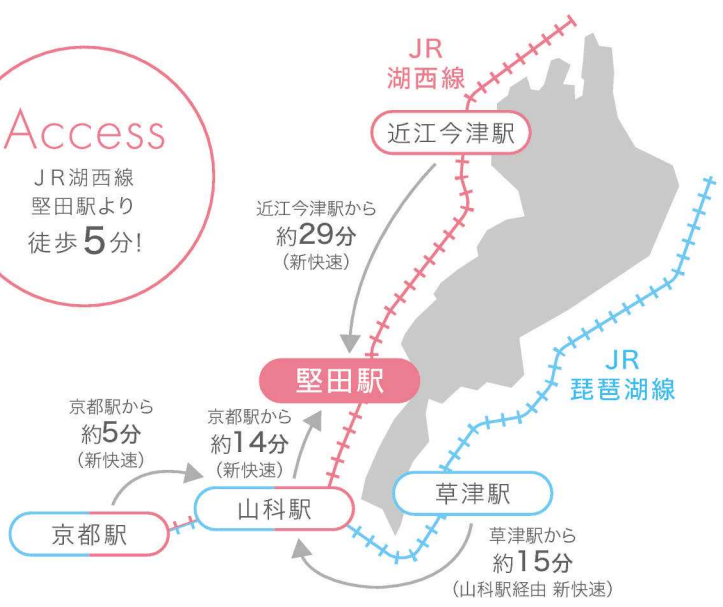 Access
JR湖西線
堅田駅より
徒歩5分!
JR
湖西線
近江今津駅
近江今津駅から
約29分
(新快速)
堅田駅
JR
琵琶湖線
京都駅から
約5分
(新快速)
京都駅から
約14分
(新快速)
京都駅
山科駅
草津駅
草津駅から
約15分
(山科駅経由 新快速)